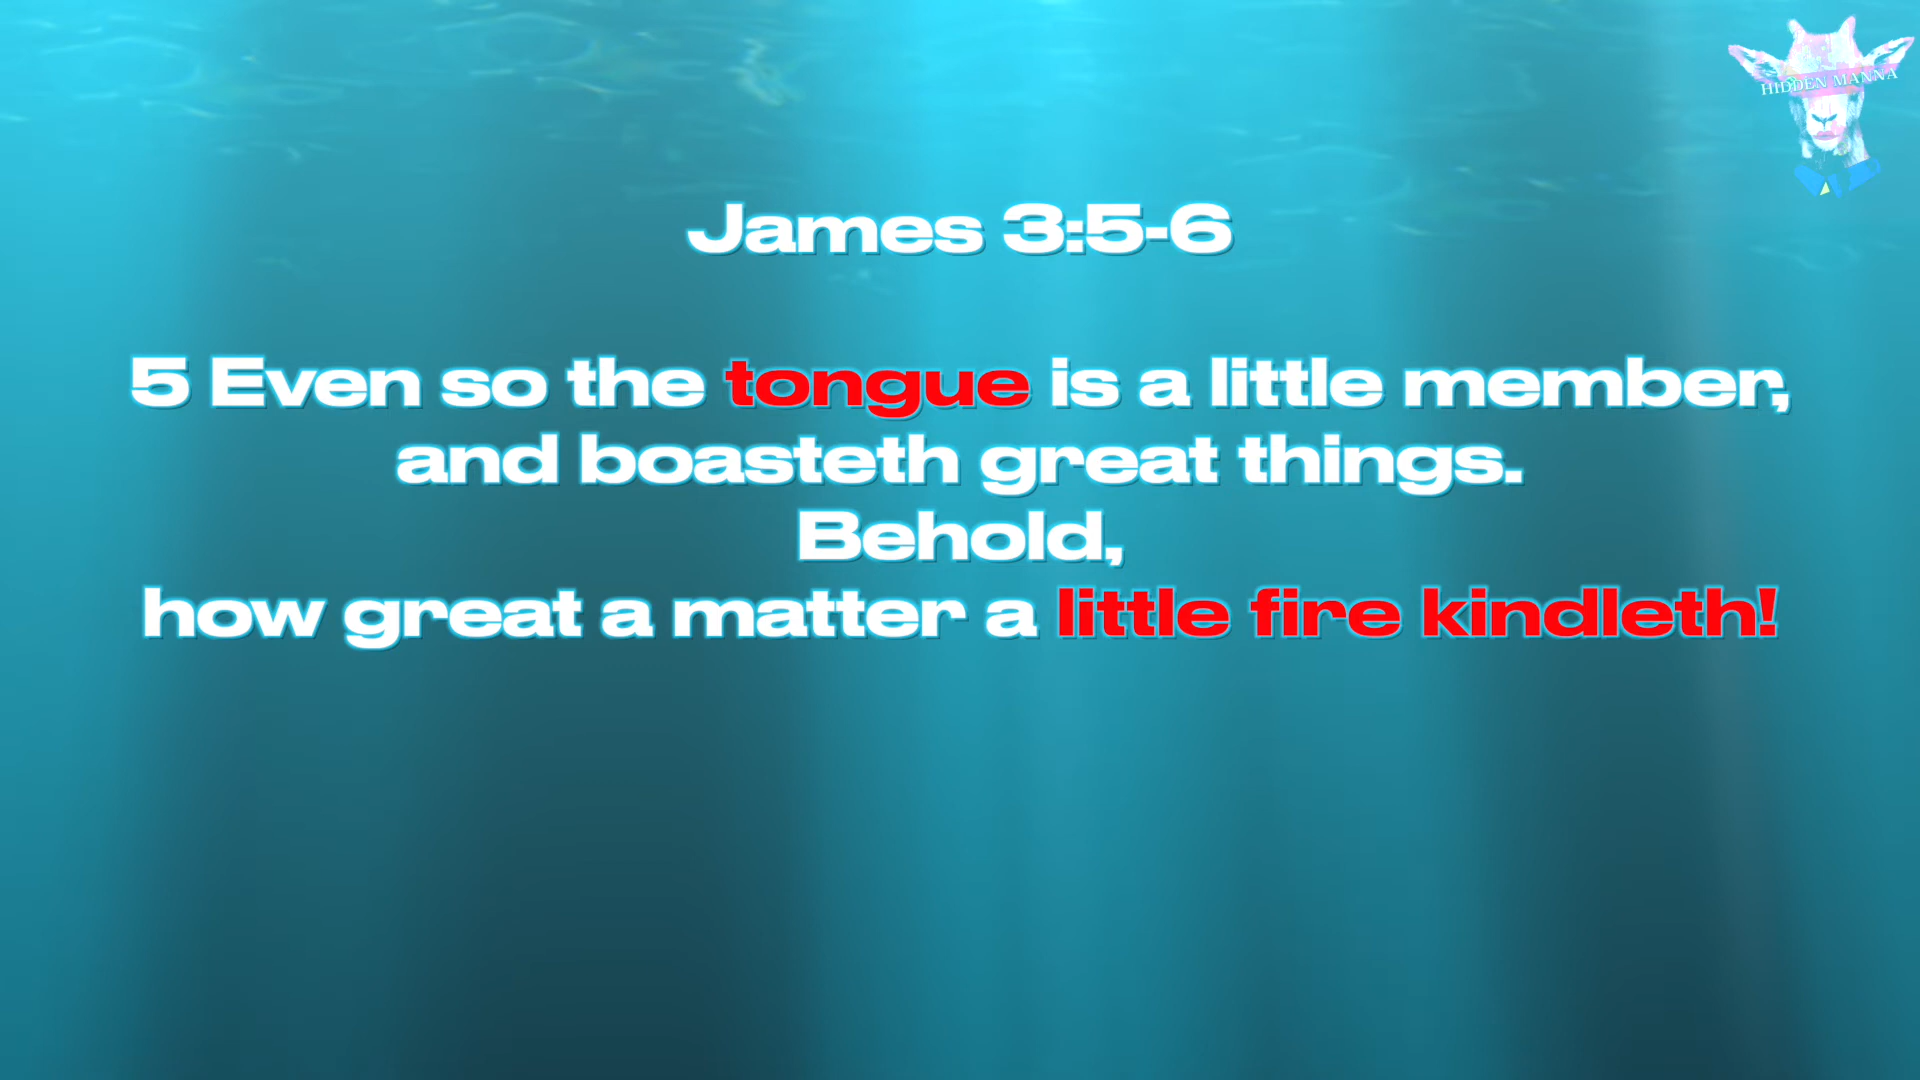 HIDDEN MANNA
James 3:5-6
5 Even so the tongue is a little member,
and boasteth great things.
Behold,
how great a matter a little fire kindleth!